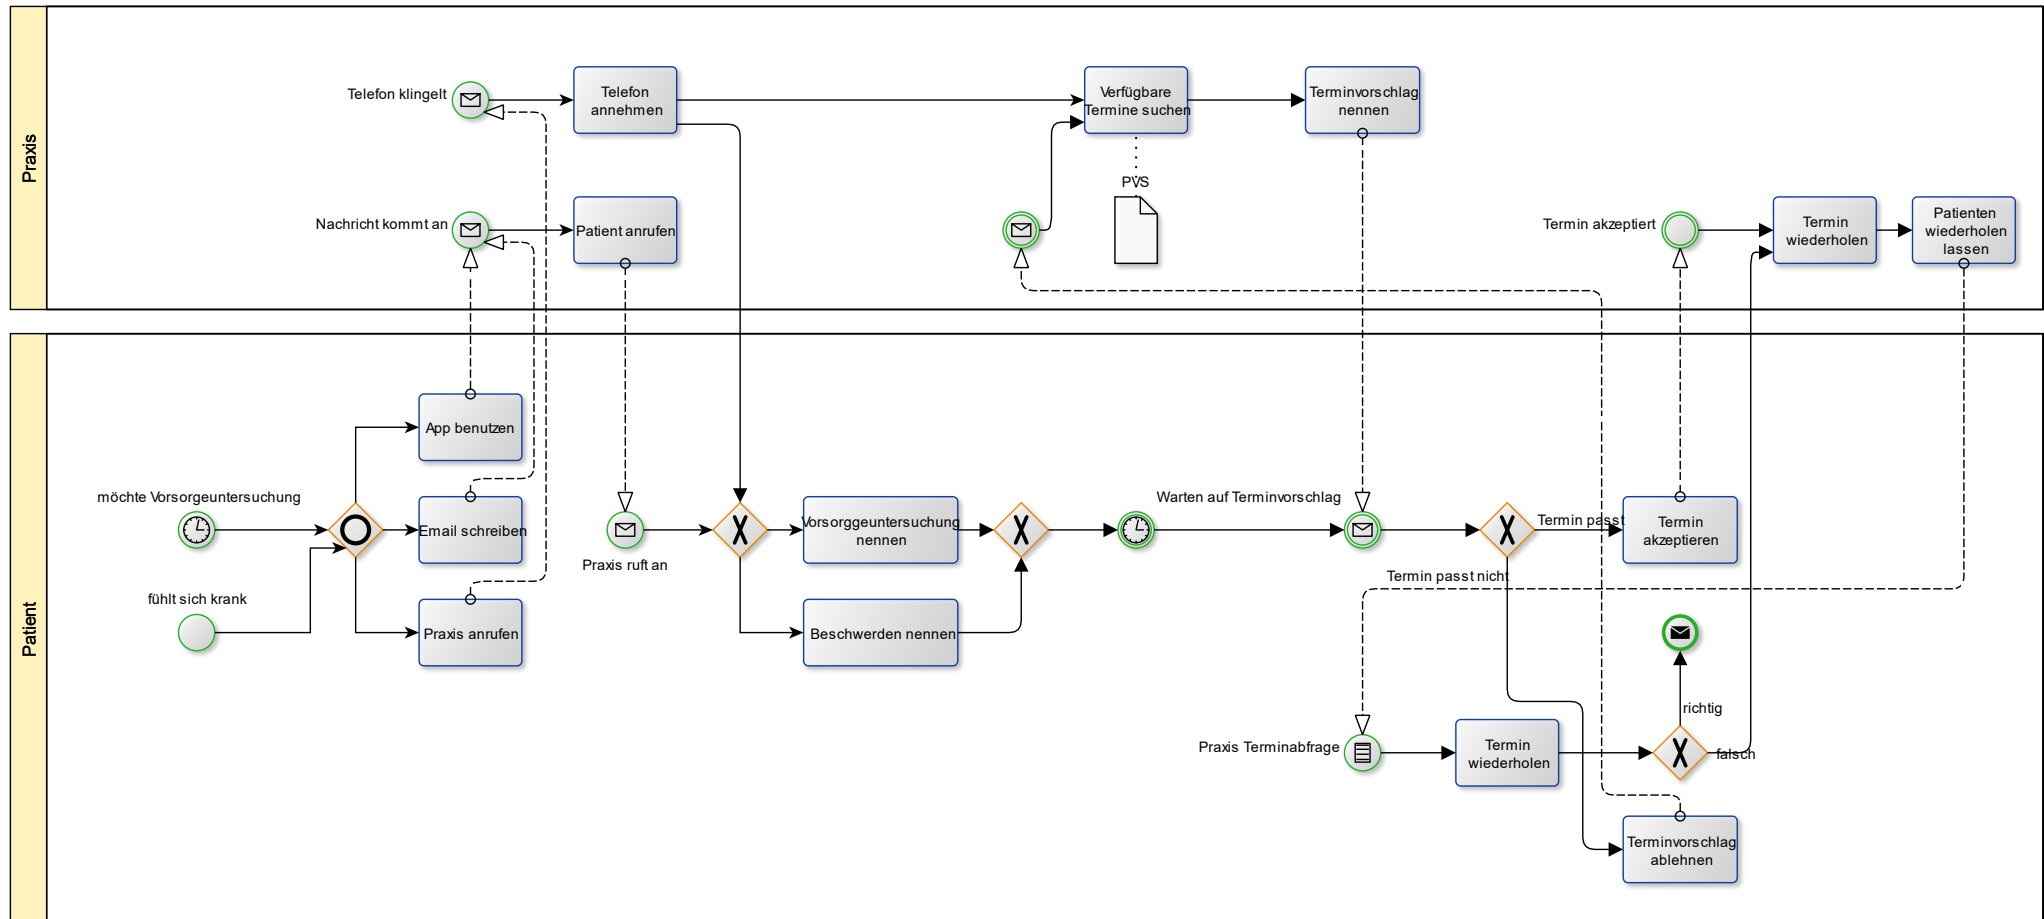 Praxis
Telefon klingelt
Telefon
annehmen
Verfügbare
Termine suchen
Terminvorschlag
nennen
PVS
Nachricht kommt an
Patient anrufen
Termin akzeptiert
Termin
wiederholen
Patienten
wiederholen
lassen
Patient
App benutzen
möchte Vorsorgeuntersuchung
Email schreiben
fühlt sich krank
Praxis anrufen
Praxis ruft an
Vorsorggeuntersuchung
nennen
Beschwerden nennen
Warten auf Terminvorschlag
Termin passt
Termin
akzeptieren
Termin passt nicht
richtig
Praxis Terminabfrage
Termin
wiederholen
falsch
Terminvorschlag
ablehnen